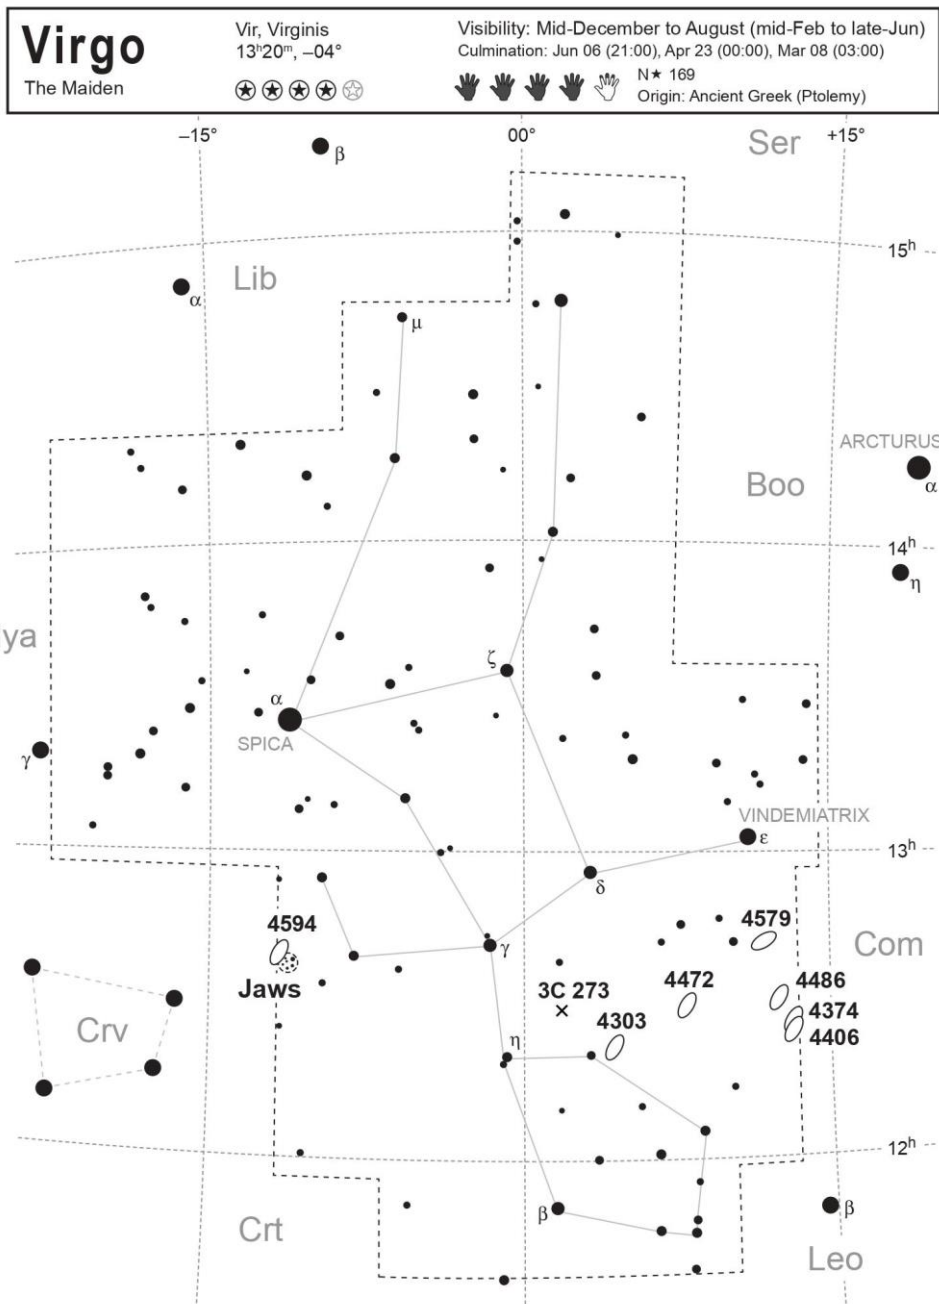 Virgo
The Maiden
Vir, Virginis
13ʰ20ᵐ, –04°
Visibility: Mid-December to August (mid-Feb to late-Jun)
Culmination: Jun 06 (21:00), Apr 23 (00:00), Mar 08 (03:00)
N★ 169
Origin: Ancient Greek (Ptolemy)
–15°
00°
+15°
β
Ser
15ʰ
Lib
α
μ
ARCTURUS
α
Boo
14ʰ
η
ya
ζ
α
SPICA
γ
VINDEMIATRIX
ε
13ʰ
δ
4594
4579
γ
Com
Jaws
3C 273
4472
4486
4374
4406
4303
Crv
η
12ʰ
β
β
Crt
Leo